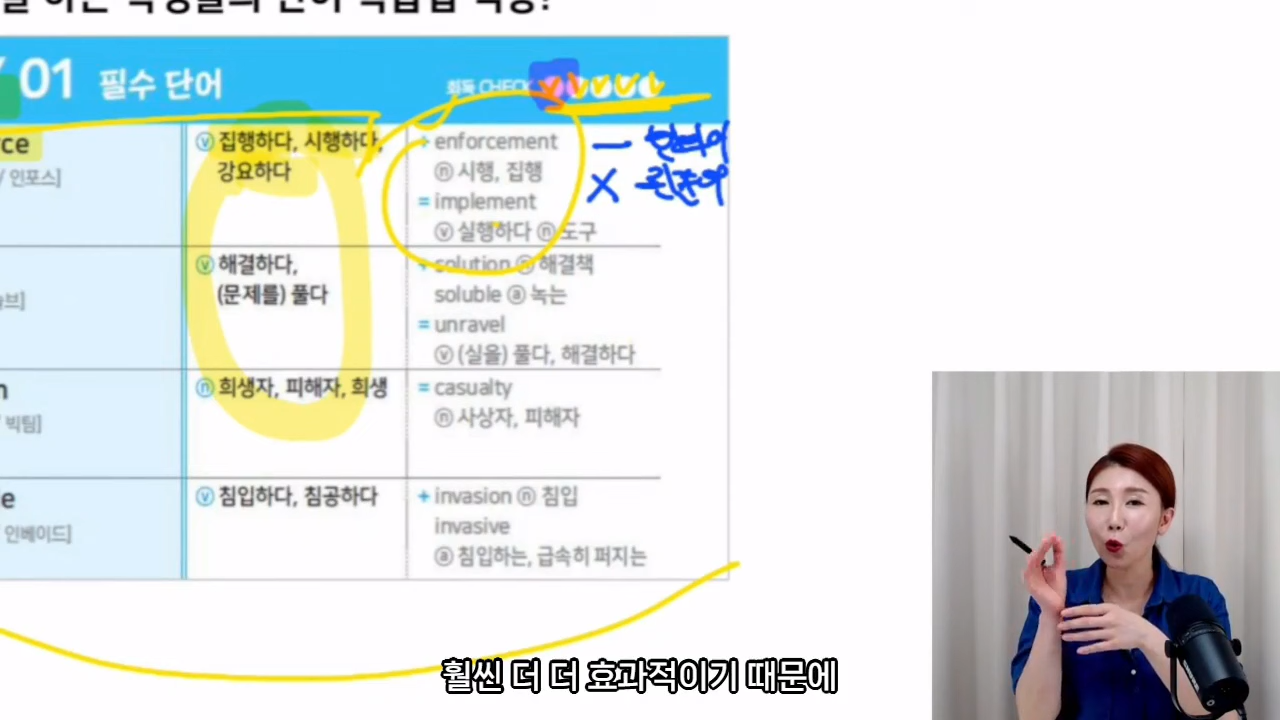 01 필수 단어
회독 CHECK
rce
/ 인포스]
ⓥ 집행하다, 시행하다,
강요하다
+ enforcement
ⓝ 시행, 집행
= implement
ⓥ 실행하다 ⓝ 도구
ⓥ 해결하다,
(문제를) 풀다
+ solution ⓝ 해결책
soluble ⓐ 녹는
= unravel
ⓥ (실을) 풀다, 해결하다
/ 빅팀]
ⓝ 희생자, 피해자, 희생
= casualty
ⓝ 사상자, 피해자
인베이드]
ⓥ 침입하다, 침공하다
+ invasion ⓝ 침입
invasive
ⓐ 침입하는, 급속히 퍼지는
훨씬 더 더 효과적이기 때문에